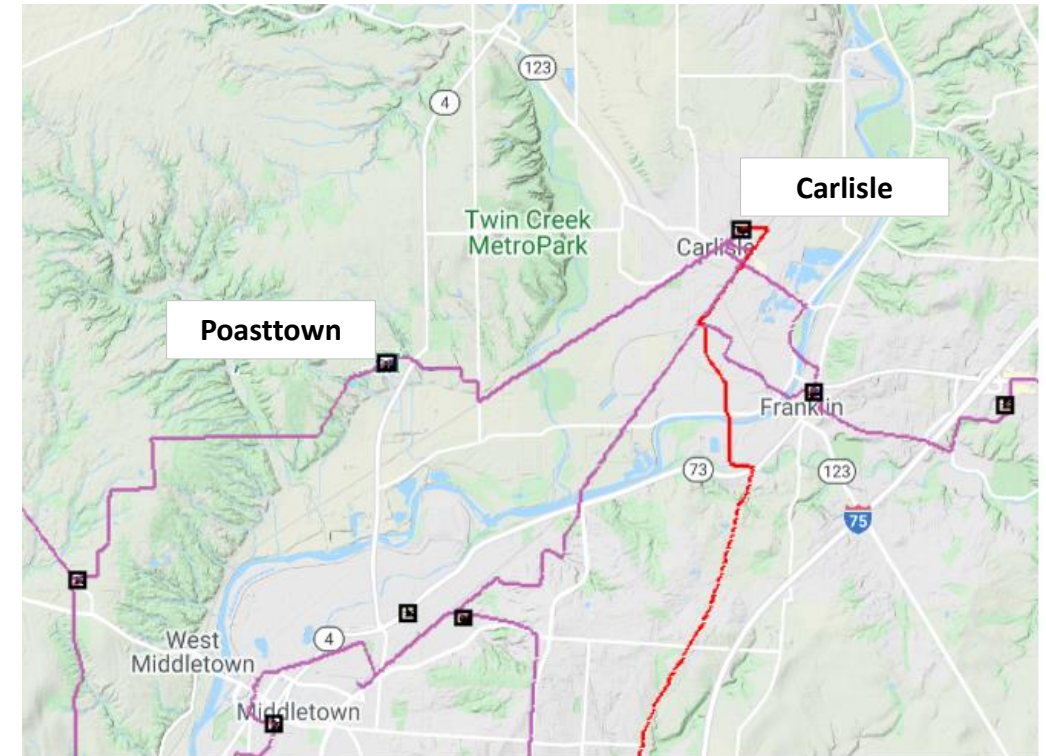 123
4
Carlisle
Twin Creek
MetroPark
Carlisle
Poasttown
Franklin
73
123
75
4
West
Middletown
Middletown